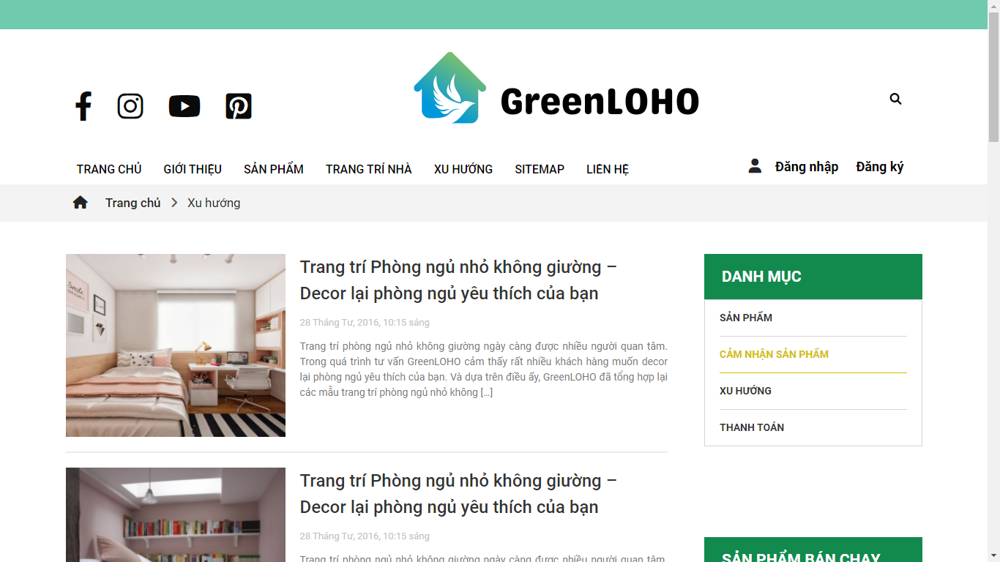 GreenLOHO
TRANG CHỦ GIỚI THIỆU SẢN PHẨM TRANG TRÍ NHÀ XU HƯỚNG SITEMAP LIÊN HỆ
Đăng nhập Đăng ký
Trang chủ Xu hướng
Trang trí Phòng ngủ nhỏ không giường –
Decor lại phòng ngủ yêu thích của bạn
28 Tháng Tư, 2016, 10:15 sáng
Trang trí phòng ngủ nhỏ không giường ngày càng được nhiều người quan tâm.
Trong quá trình tư vấn GreenLOHO cảm thấy rất nhiều khách hàng muốn decor
lại phòng ngủ yêu thích của bạn. Và dựa trên điều ấy, GreenLOHO đã tổng hợp lại
các mẫu trang trí phòng ngủ nhỏ không [...]
Trang trí Phòng ngủ nhỏ không giường –
Decor lại phòng ngủ yêu thích của bạn
28 Tháng Tư, 2016, 10:15 sáng
Trang trí phòng ngủ nhỏ không giường ngày càng được nhiều người quan tâm.
DANH MỤC
SẢN PHẨM
CẢM NHẬN SẢN PHẨM
XU HƯỚNG
THANH TOÁN
SẢN PHẨM BÁN CHẠY